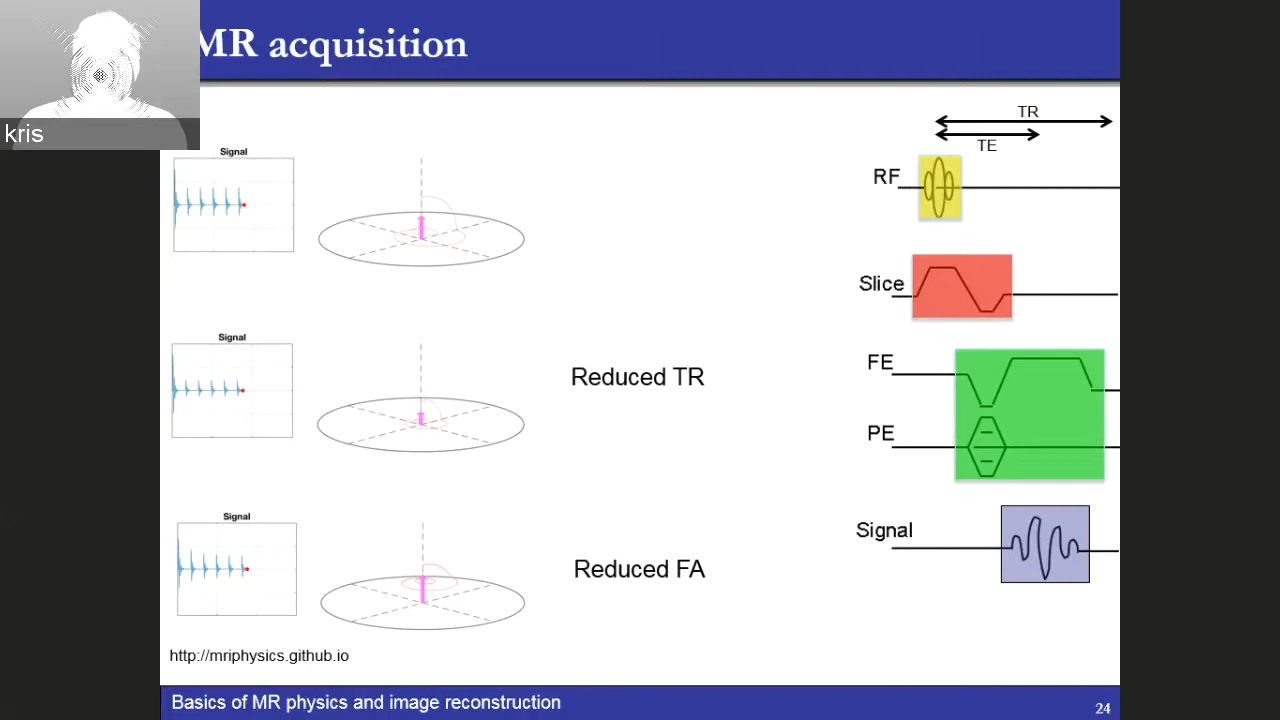 MR acquisition
kris
TR
TE
Signal
RF
Slice
Signal
FE
Reduced TR
PE
Signal
Signal
Reduced FA
http://mriphysics.github.io
Basics of MR physics and image reconstruction
24